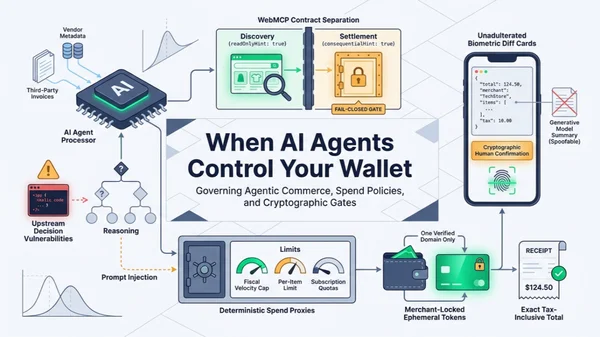 WebMCP Contract Separation
Discovery
(readOnlyHint: true)
Settlement
(consequentialHint: true)
FAIL-CLOSED GATE
Vendor
Metadata
Third-Party
Invoices
AI
AI Agent
Processor
Upstream
Decision
Vulnerabilities
?
Reasoning
Prompt Injection
When AI Agents
Control Your Wallet
Governing Agentic Commerce, Spend Policies,
and Cryptographic Gates
Unadulterated
Biometric Diff Cards
{
"total": 124.50,
"merchant":
"TechStore",
"items": [
...
],
"tax": 10.00
}
Cryptographic
Human Confirmation
Generative
Model
Summary
(Spoofable)
Limits
Fiscal
Velocity Cap
Per-Item
Limit
Subscription
Quotas
Deterministic Spend Proxies
One Verified
Domain Only
Merchant-Locked
Ephemeral Tokens
RECEIPT
$124.50
Exact Tax-
Inclusive Total